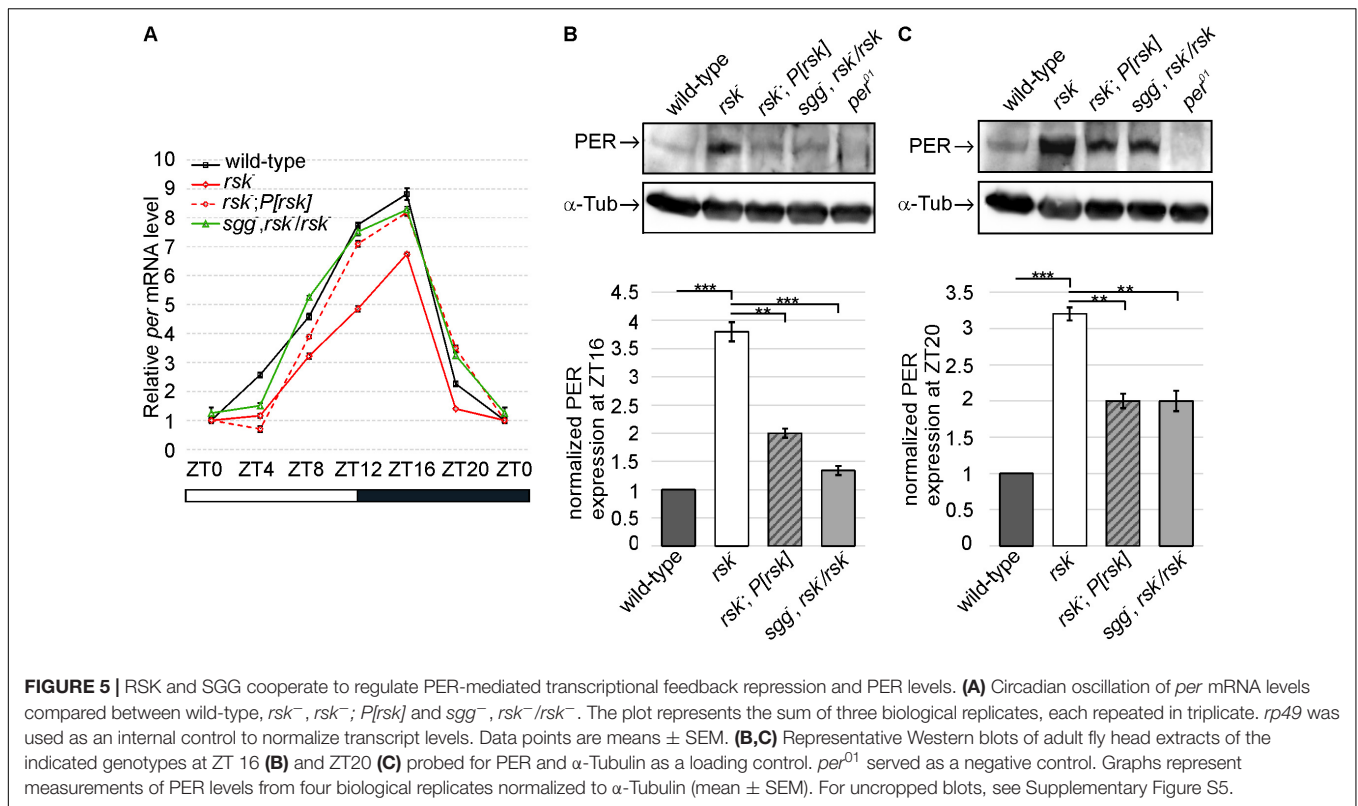 A
B
C
wild-type
rsk-
rsk-; P[rsk]
sgg-, rsk-/rsk
per01
wild-type
rsk-
rsk-; P[rsk]
sgg-, rsk-/rsk
per01
PER→
α-Tub→
PER→
α-Tub→
Relative per mRNA level
10
9
8
7
6
5
4
3
2
1
0
wild-type
rsk-
rsk-;P[rsk]
sgg-,rsk-/rsk-
ZT0 ZT4 ZT8 ZT12 ZT16 ZT20 ZT0
normalized PER
expression at ZT16
4.5
4
3.5
3
2.5
2
1.5
1
0.5
0
***
***
**
wild-type
rsk-
rsk-; P[rsk]
sgg-, rsk-/rsk-
normalized PER
expression at ZT20
3.5
3
2.5
2
1.5
1
0.5
0
***
**
**
wild-type
rsk-
rsk-; P[rsk]
sgg-, rsk-/rsk-
FIGURE 5 | RSK and SGG cooperate to regulate PER-mediated transcriptional feedback repression and PER levels. (A) Circadian oscillation of per mRNA levels
compared between wild-type, rsk−, rsk−; P[rsk] and sgg−, rsk−/rsk−. The plot represents the sum of three biological replicates, each repeated in triplicate. rp49 was
used as an internal control to normalize transcript levels. Data points are means ± SEM. (B,C) Representative Western blots of adult fly head extracts of the
indicated genotypes at ZT 16 (B) and ZT20 (C) probed for PER and α-Tubulin as a loading control. per01 served as a negative control. Graphs represent
measurements of PER levels from four biological replicates normalized to α-Tubulin (mean ± SEM). For uncropped blots, see Supplementary Figure S5.